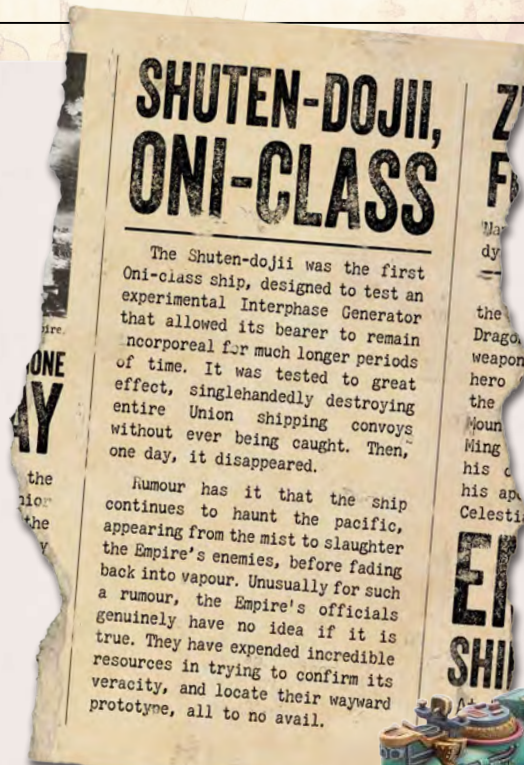 SHUTEN-DOJII,
ONI-CLASS
The Shuten-dojii was the first
Oni-class ship, designed to test an
experimental Interphase Generator
that allowed its bearer to remain
incorporeal for much longer periods
of time. It was tested to great
effect, singlehandedly destroying
entire Union shipping convoys
without ever being caught. Then,
one day, it disappeared.
Rumour has it that the ship
continues to haunt the pacific,
appearing from the mist to slaughter
the Empire's enemies, before fading
back into vapour. Unusually for such
a rumour, the Empire's officials
genuinely have no idea if it is
genuinely true. They have expended incredible
resources in trying to confirm its
veracity, and locate their wayward
prototype, all to no avail.
the
the
the
dy
the
weapon
hero
the
Ming
his
his